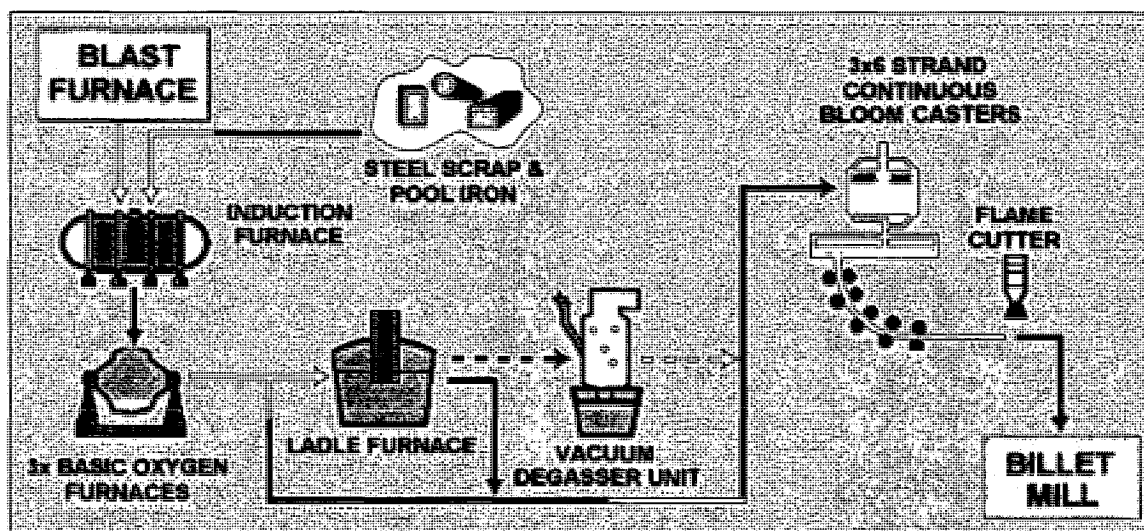 BLAST
FURNACE
STEEL SCRAP &
POOL IRON
INDUCTION
FURNACE
3x BASIC OXYGEN
FURNACES
LADLE FURNACE
VACUUM
DEGASSER UNIT
3x6 STRAND
CONTINUOUS
BLOOM CASTERS
FLAME
CUTTER
BILLET
MILL